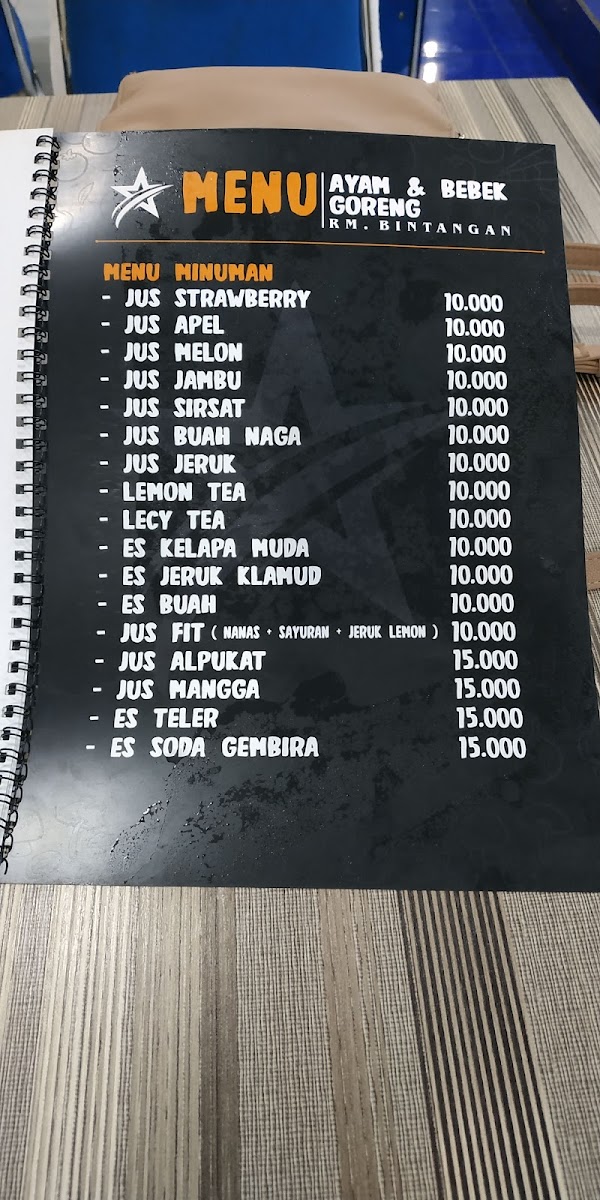 MENU
AYAM & BEBEK
GORENG
RM. BINTANGAN
MENU MINUMAN
- JUS STRAWBERRY 10.000
- JUS APEL 10.000
- JUS MELON 10.000
- JUS JAMBU 10.000
- JUS SIRSAT 10.000
- JUS BUAH NAGA 10.000
- JUS JERUK 10.000
- LEMON TEA 10.000
- LECY TEA 10.000
- ES KELAPA MUDA 10.000
- ES JERUK KLAMUD 10.000
- ES BUAH 10.000
- JUS FIT ( NANAS + SAYURAN + JERUK LEMON ) 10.000
- JUS ALPUKAT 15.000
- JUS MANGGA 15.000
- ES TELER 15.000
- ES SODA GEMBIRA 15.000